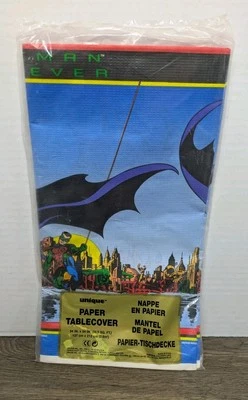 MAN
EVER
unique
PAPER
TABLECOVER
NAPPE
EN PAPIER
MANTEL
DE PAPEL
PAPIER-TISCHDECKE